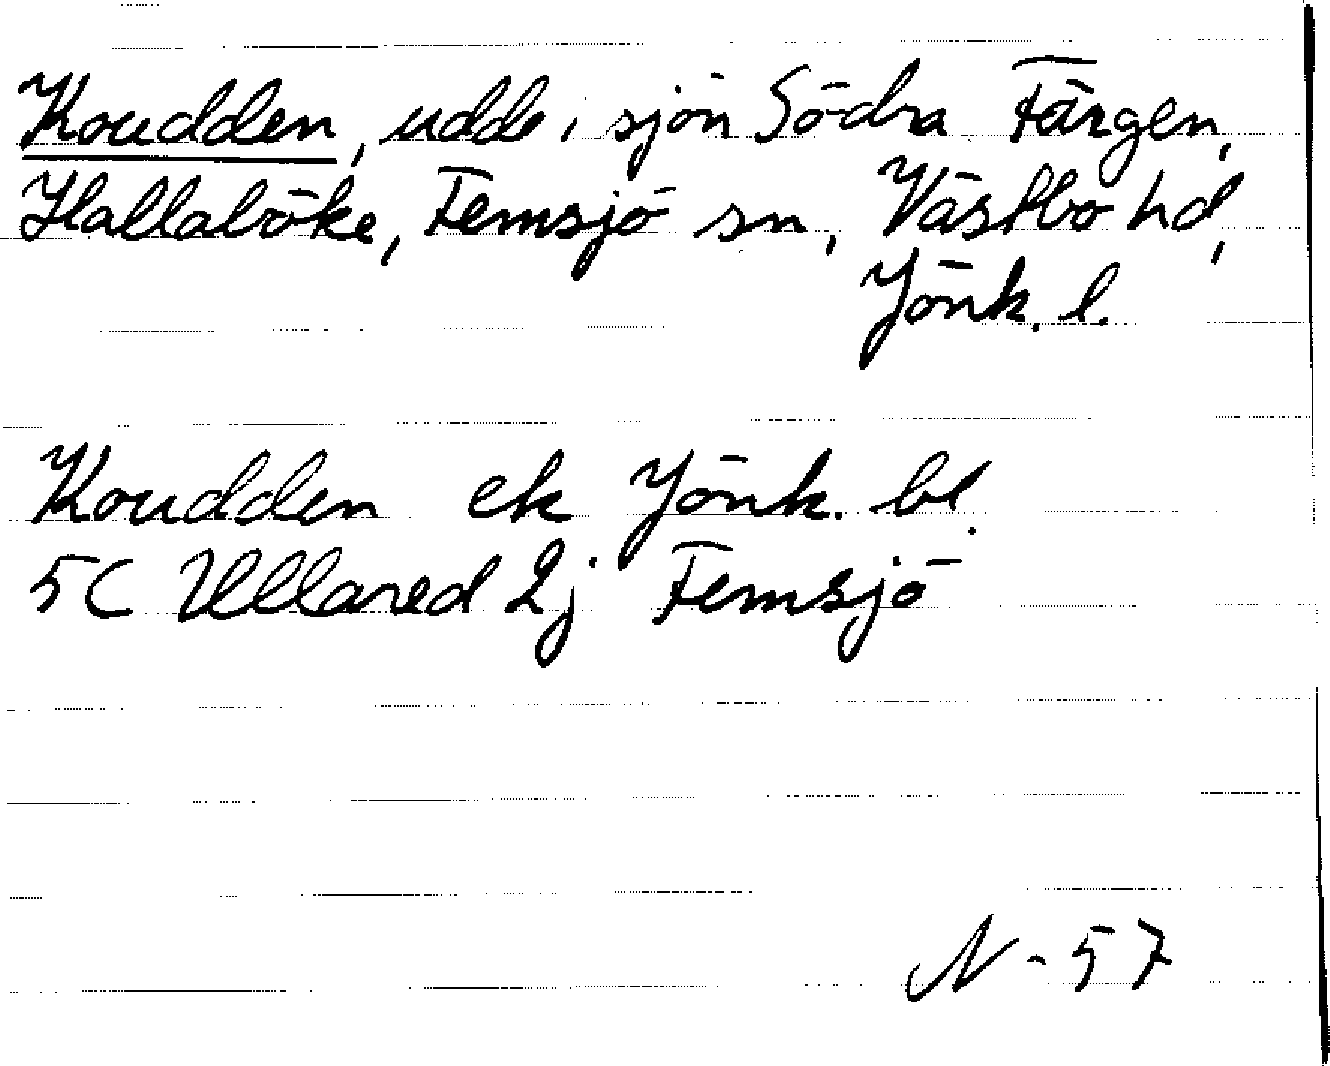 Koudden, udde i sjön Södra Färgen,
Hallaböke, Femsjö sn, Västbo hd,
Jönk. l.
Koudden ek Jönk. bl.
5C Ullared 2j Femsjö
N-57